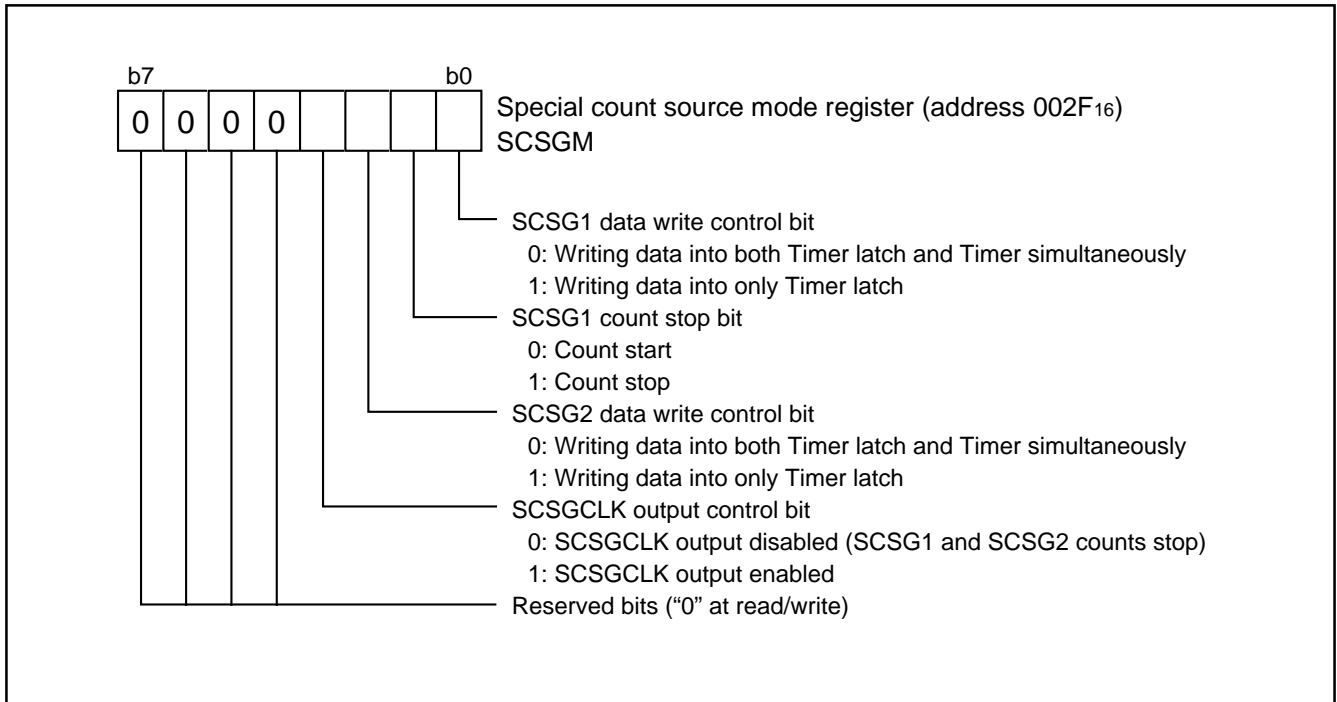 b7 b0
0 0 0 0
Special count source mode register (address 002F16)
SCSGM
SCSG1 data write control bit
0: Writing data into both Timer latch and Timer simultaneously
1: Writing data into only Timer latch
SCSG1 count stop bit
0: Count start
1: Count stop
SCSG2 data write control bit
0: Writing data into both Timer latch and Timer simultaneously
1: Writing data into only Timer latch
SCSGCLK output control bit
0: SCSGCLK output disabled (SCSG1 and SCSG2 counts stop)
1: SCSGCLK output enabled
Reserved bits (“0” at read/write)